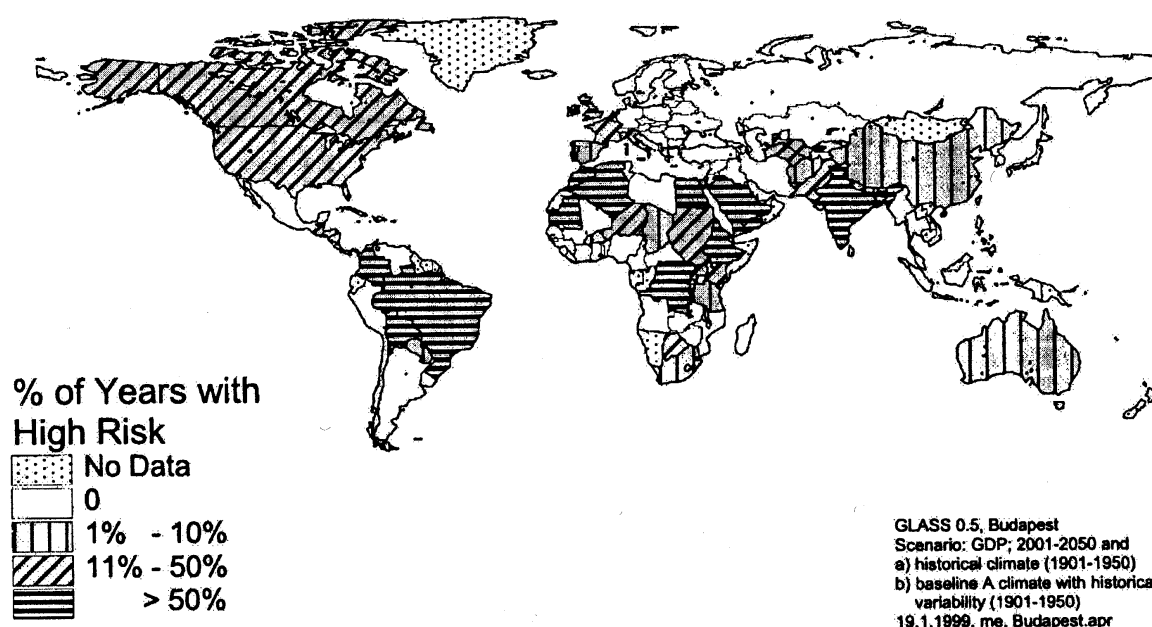 % of Years with
High Risk
No Data
0
1% - 10%
11% - 50%
> 50%
GLASS 0.5, Budapest
Scenario: GDP; 2001-2050 and
a) historical climate (1901-1950)
b) baseline A climate with historica
variability (1901-1950)
19.1.1999, me, Budapest.apr